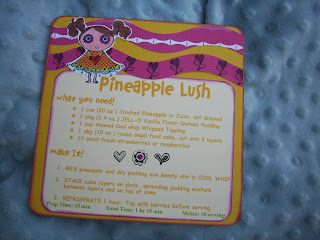 Pineapple Lush
what you need!
1 can (20 oz.) Crushed Pineapple in Juice, not drained
1 pkg (3.4 oz.) JELL-O Vanilla Flavor Instant Pudding
1 cup thawed Cool Whip Whipped Topping
1 pkg (10 oz.) round angel food cake, cut into 3 layers
10 small fresh strawberries or raspberries
make It!
1. MIX pineapple and dry pudding mix. Gently stir in COOL WHIP
2. STACK cake layers on plate, spreading pudding mixture
between layers and on top of cake.
3. REFRIGERATE 1 hour. Top with berries before serving.
Prep Time: 15 min Total Time: 1 hr 15 min Makes: 10 servings